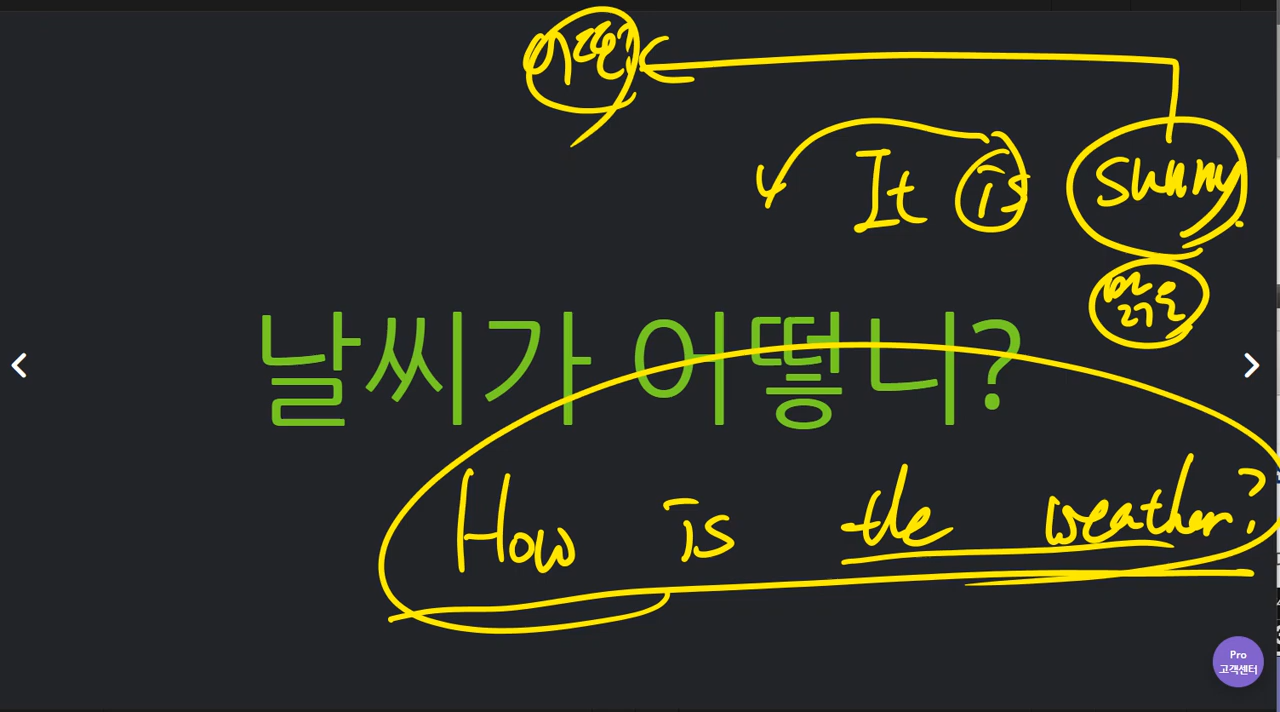 어떤?
It is sunny.
맑은
날씨가 어떻니?
How is the weather?
Pro
고객센터